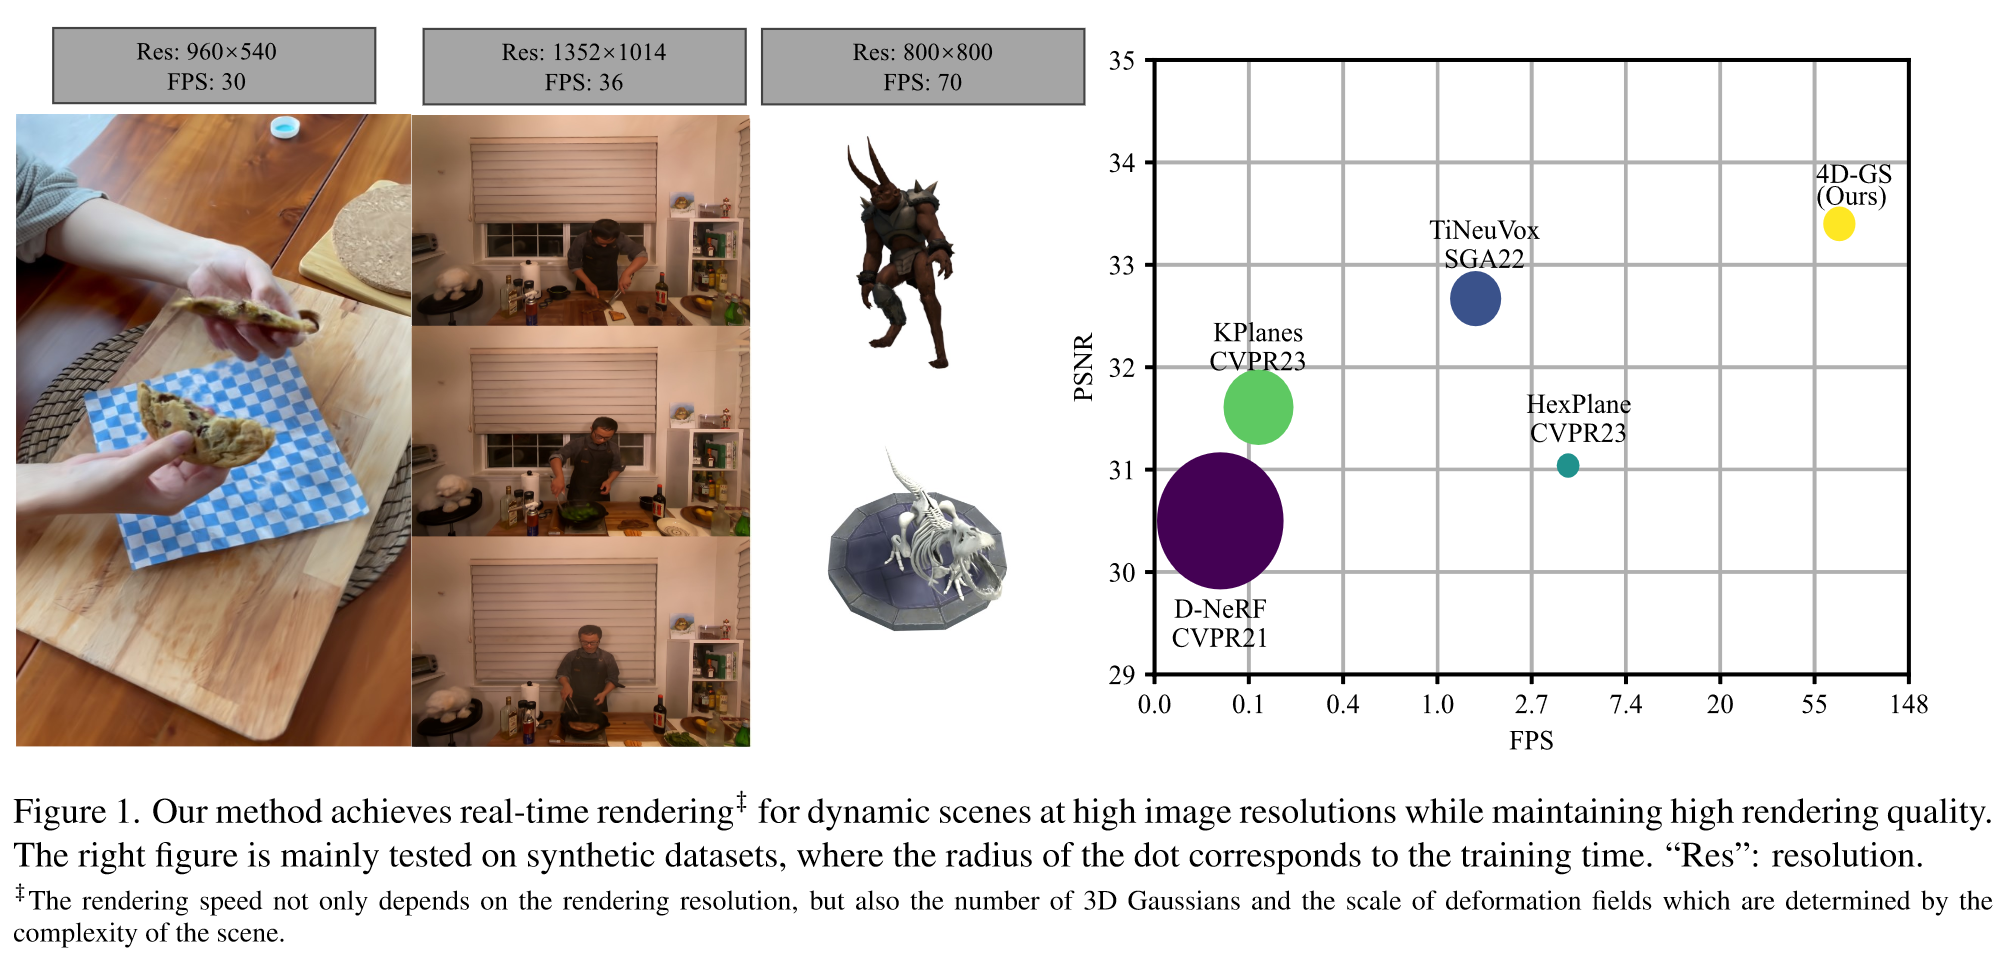 Res: 960×540
FPS: 30
Res: 1352×1014
FPS: 36
Res: 800×800
FPS: 70
35
34
33
32
31
30
29
PSNR
4D-GS
(Ours)
TiNeuVox
SGA22
KPlanes
CVPR23
HexPlane
CVPR23
D-NeRF
CVPR21
0.0 0.1 0.4 1.0 2.7 7.4 20 55 148
FPS
Figure 1. Our method achieves real-time rendering‡ for dynamic scenes at high image resolutions while maintaining high rendering quality.
The right figure is mainly tested on synthetic datasets, where the radius of the dot corresponds to the training time. “Res”: resolution.
‡The rendering speed not only depends on the rendering resolution, but also the number of 3D Gaussians and the scale of deformation fields which are determined by the
complexity of the scene.